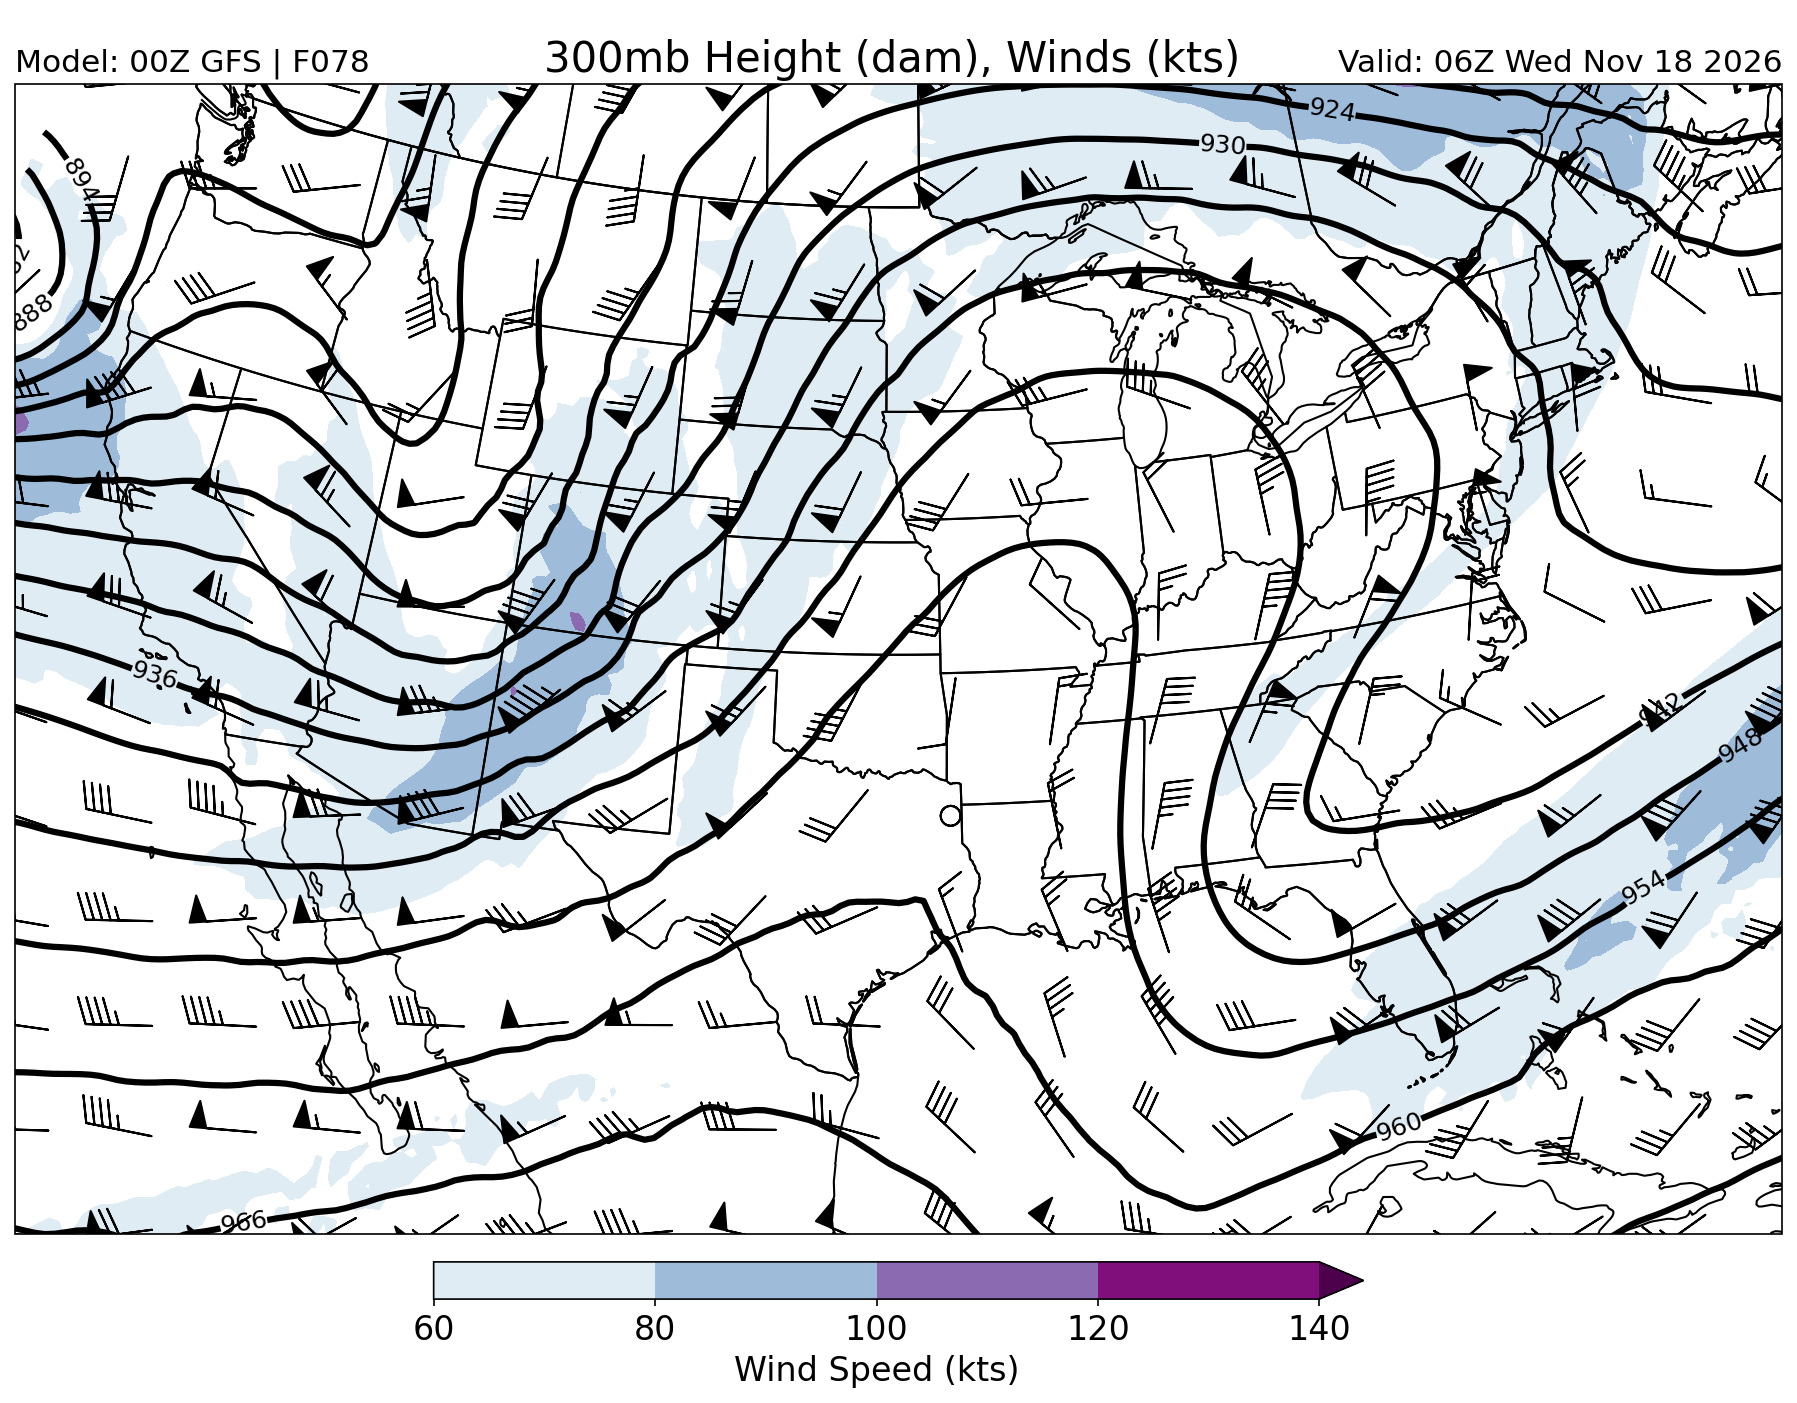 Model: 00Z GFS | F078
300mb Height (dam), Winds (kts)
Valid: 06Z Wed Nov 18 2026
924
930
894
888
936
942
948
954
960
966
60 80 100 120 140
Wind Speed (kts)